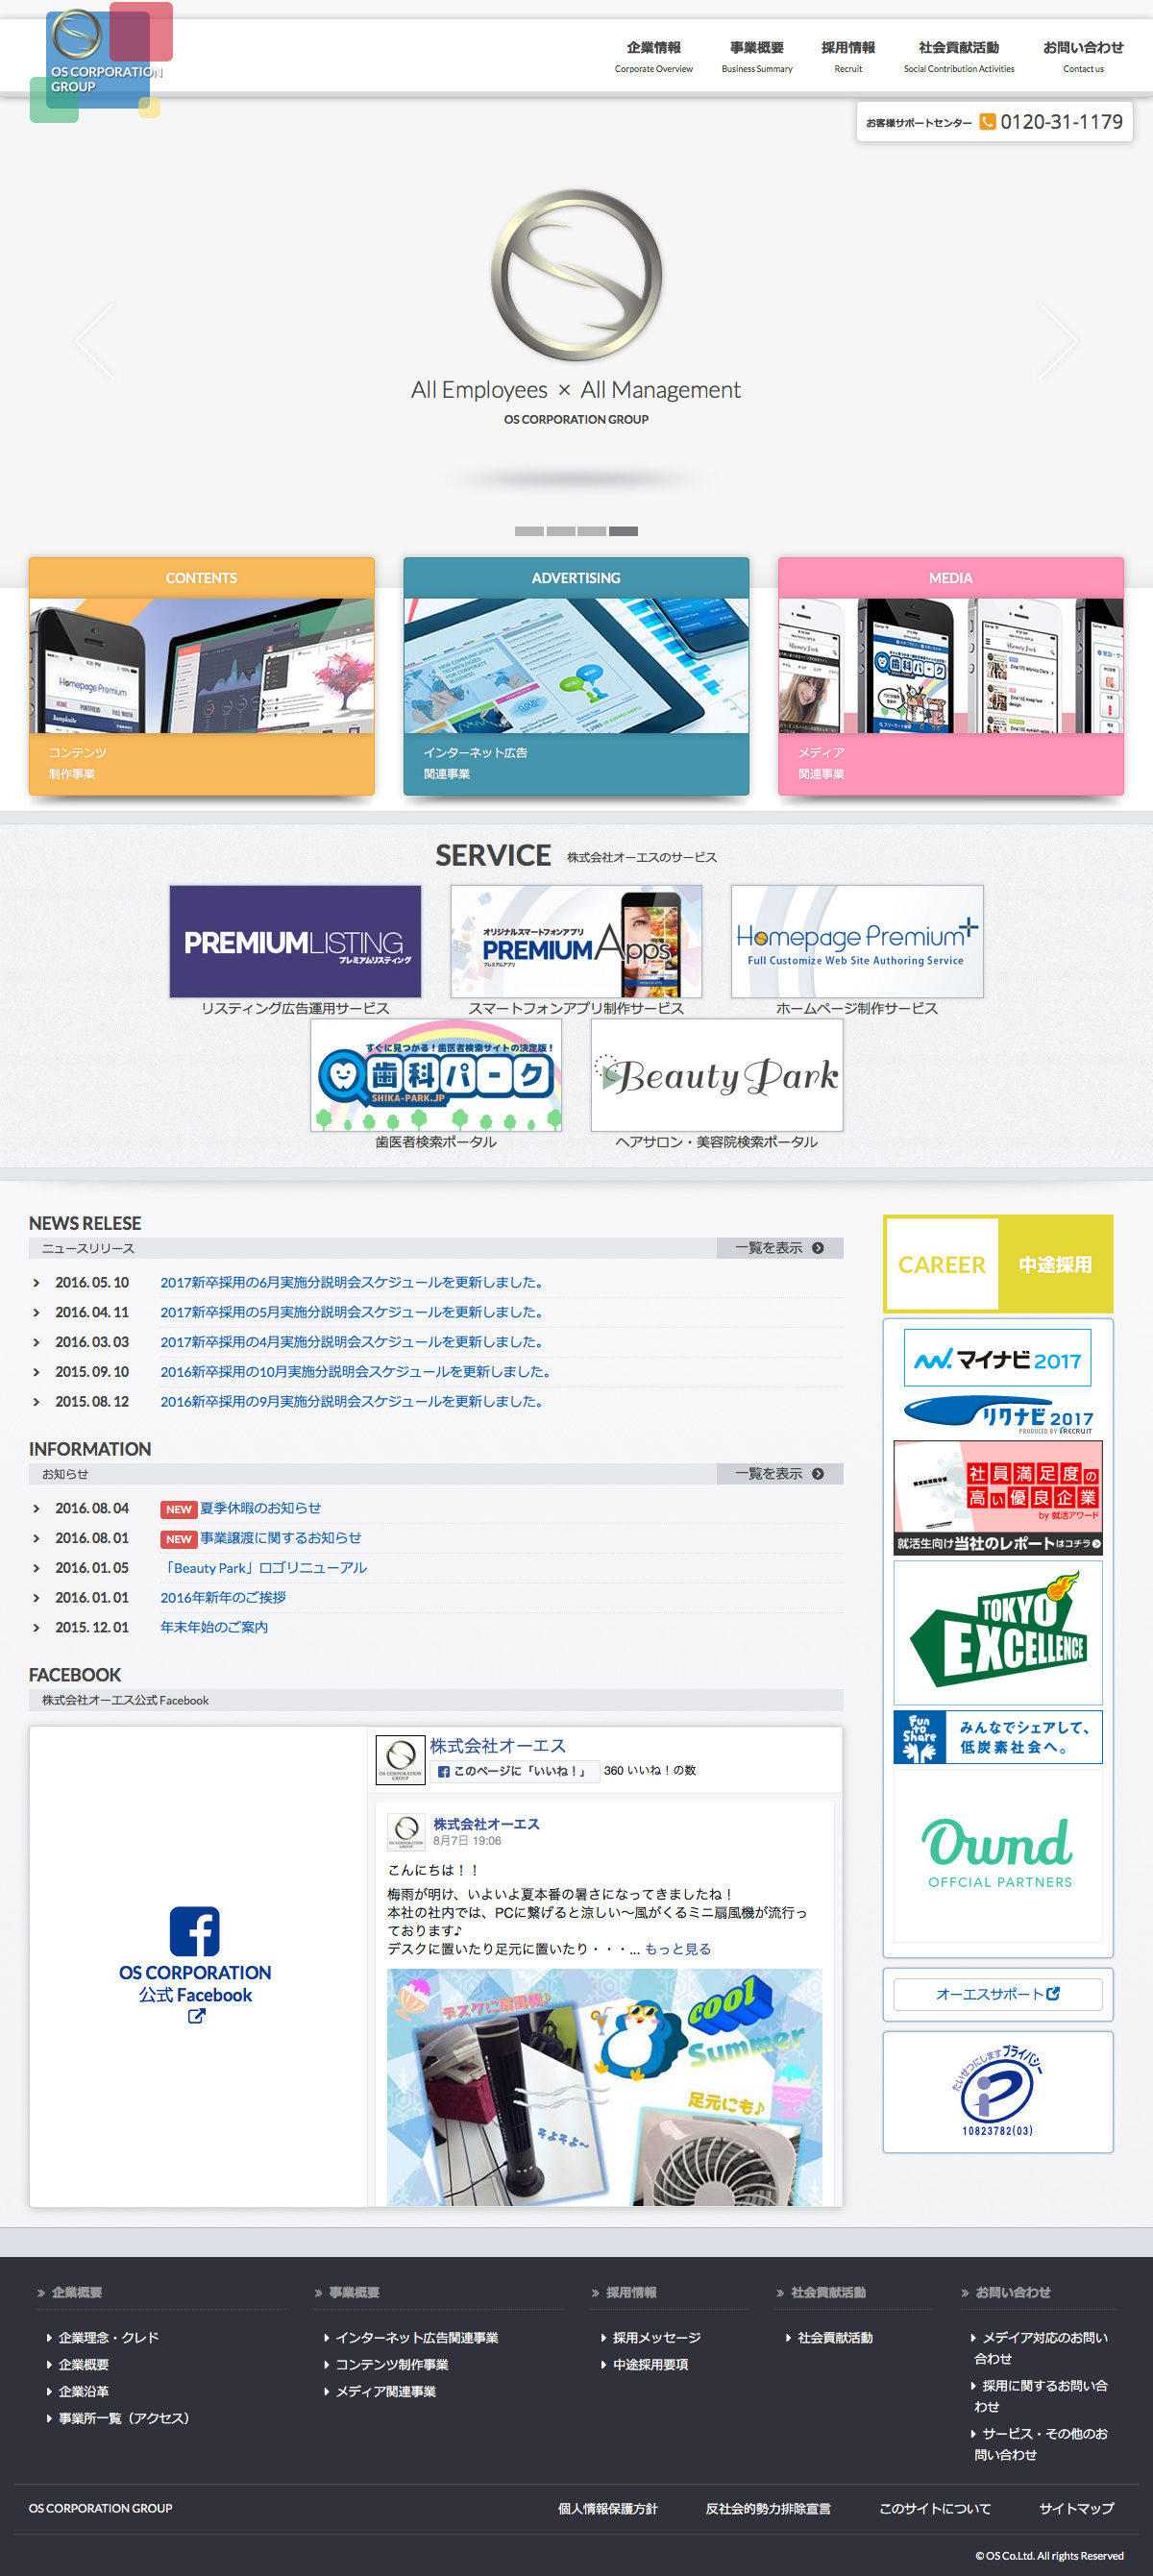 OS CORPORATION
GROUP
企業情報
Corporate Overview
事業概要
Business Summary
採用情報
Recruit
社会貢献活動
Social Contribution Activities
お問い合わせ
Contact us
お客様サポートセンター 0120-31-1179
All Employees × All Management
OS CORPORATION GROUP
CONTENTS
Homepage Premium
コンテンツ
制作事業
ADVERTISING
NEW COMMUNICATION
TECHNOLOGIES
FOR CORPORATE
BUSINESS
インターネット広告
関連事業
MEDIA
歯科パーク
メディア
関連事業
SERVICE 株式会社オーエスのサービス
PREMIUM LISTING
プレミアムリスティング
リスティング広告運用サービス
オリジナルスマートフォンアプリ
PREMIUM Apps
プレミアムアプリ
スマートフォンアプリ制作サービス
Homepage Premium+
Full Customize Web Site Authoring Service
ホームページ制作サービス
すぐに見つかる！歯医者検索サイトの決定版！
歯科パーク
SHIKA-PARK.JP
歯医者検索ポータル
Beauty Park
ヘアサロン・美容院検索ポータル
NEWS RELESE
ニュースリリース
一覧を表示
2016. 05. 10 2017新卒採用の6月実施分説明会スケジュールを更新しました。
2016. 04. 11 2017新卒採用の5月実施分説明会スケジュールを更新しました。
2016. 03. 03 2017新卒採用の4月実施分説明会スケジュールを更新しました。
2015. 09. 10 2016新卒採用の10月実施分説明会スケジュールを更新しました。
2015. 08. 12 2016新卒採用の9月実施分説明会スケジュールを更新しました。
INFORMATION
お知らせ
一覧を表示
2016. 08. 04 NEW 夏季休暇のお知らせ
2016. 08. 01 NEW 事業譲渡に関するお知らせ
2016. 01. 05 「Beauty Park」ロゴリニューアル
2016. 01. 01 2016年新年のご挨拶
2015. 12. 01 年末年始のご案内
FACEBOOK
株式会社オーエス公式 Facebook
OS CORPORATION
公式 Facebook
OS CORPORATION
GROUP
株式会社オーエス
このページに「いいね！」 360 いいね！の数
株式会社オーエス
8月7日 19:06
こんにちは！！
梅雨が明け、いよいよ夏本番の暑さになってきましたね！
本社の社内では、PCに繋げると涼しい〜風がくるミニ扇風機が流行っ
ております♪
デスクに置いたり足元に置いたり・・・... もっと見る
デスクに扇風機♪
cool
Summer
足元にも♪
そよそよ〜
CAREER 中途採用
マイナビ 2017
リクナビ 2017
PRODUCED BY RECRUIT
社員満足度の
高い優良企業
by 就活アワード
就活生向け当社のレポートはコチラ
TOKYO
EXCELLENCE
Fun
to
Share
みんなでシェアして、
低炭素社会へ。
Ownd
OFFCIAL PARTNERS
オーエスサポート
たいせつにしますプライバシー
10823782(03)
企業概要
企業理念・クレド
企業概要
企業沿革
事業所一覧（アクセス）
事業概要
インターネット広告関連事業
コンテンツ制作事業
メディア関連事業
採用情報
採用メッセージ
中途採用要項
社会貢献活動
社会貢献活動
お問い合わせ
メデイア対応のお問い
合わせ
採用に関するお問い合
わせ
サービス・その他のお
問い合わせ
OS CORPORATION GROUP
個人情報保護方針
反社会的勢力排除宣言
このサイトについて
サイトマップ
© OS Co.Ltd. All rights Reserved